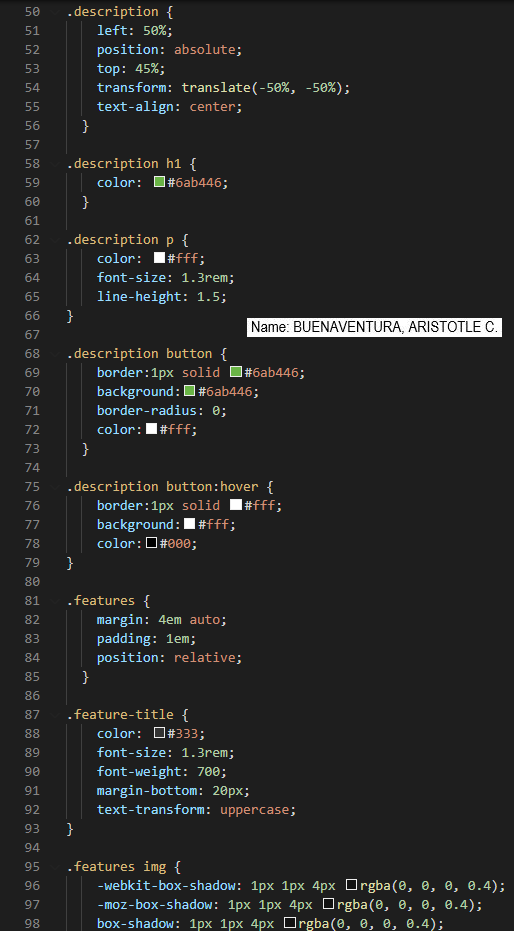 50 .description {
51 left: 50%;
52 position: absolute;
53 top: 45%;
54 transform: translate(-50%, -50%);
55 text-align: center;
56 }
57
58 .description h1 {
59 color: #6ab446;
60 }
61
62 .description p {
63 color: #fff;
64 font-size: 1.3rem;
65 line-height: 1.5;
66 }
Name: BUENAVENTURA, ARISTOTLE C.
67
68 .description button {
69 border:1px solid #6ab446;
70 background:#6ab446;
71 border-radius: 0;
72 color:#fff;
73 }
74
75 .description button:hover {
76 border:1px solid #fff;
77 background:#fff;
78 color:#000;
79 }
80
81 .features {
82 margin: 4em auto;
83 padding: 1em;
84 position: relative;
85 }
86
87 .feature-title {
88 color: #333;
89 font-size: 1.3rem;
90 font-weight: 700;
91 margin-bottom: 20px;
92 text-transform: uppercase;
93 }
94
95 .features img {
96 -webkit-box-shadow: 1px 1px 4px rgba(0, 0, 0, 0.4);
97 -moz-box-shadow: 1px 1px 4px rgba(0, 0, 0, 0.4);
98 box-shadow: 1px 1px 4px rgba(0, 0, 0, 0.4);